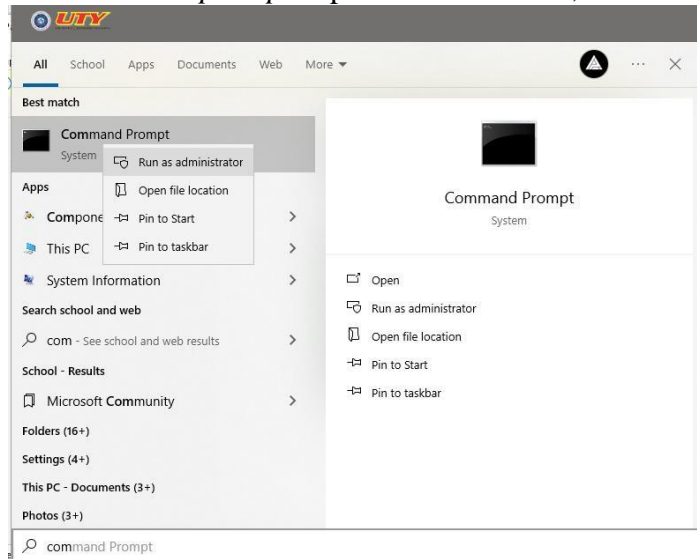 UTY
All School Apps Documents Web More
Best match
Command Prompt
System
Run as administrator
Open file location
Pin to Start
Pin to taskbar
Apps
Compone
This PC
System Information
Search school and web
com - See school and web results
School - Results
Microsoft Community
Folders (16+)
Settings (4+)
This PC - Documents (3+)
Photos (3+)
Command Prompt
System
Open
Run as administrator
Open file location
Pin to Start
Pin to taskbar
command Prompt